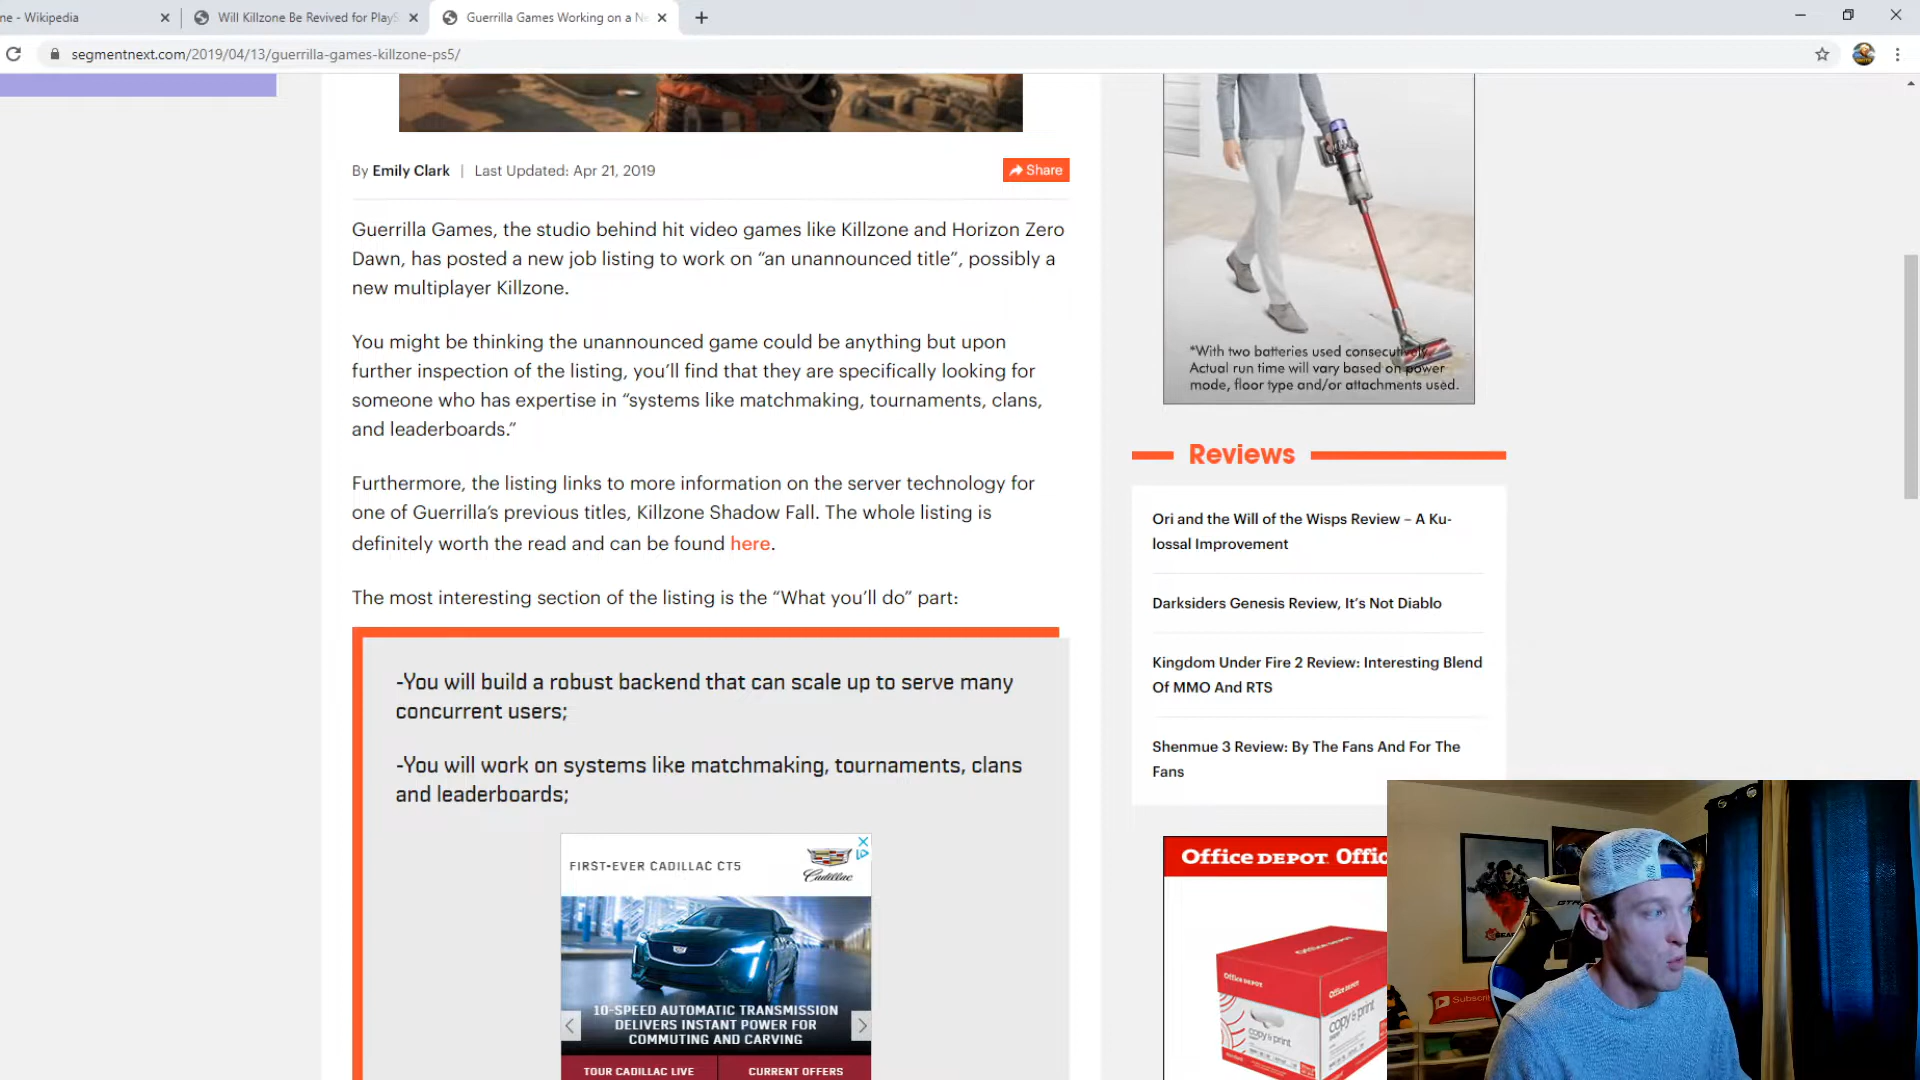 ne - Wikipedia
Will Killzone Be Revived for PlayS
Guerrilla Games Working on a Ne
segmentnext.com/2019/04/13/guerrilla-games-killzone-ps5/
By Emily Clark | Last Updated: Apr 21, 2019
Share
Guerrilla Games, the studio behind hit video games like Killzone and Horizon Zero
Dawn, has posted a new job listing to work on “an unannounced title”, possibly a
new multiplayer Killzone.
You might be thinking the unannounced game could be anything but upon
further inspection of the listing, you’ll find that they are specifically looking for
someone who has expertise in “systems like matchmaking, tournaments, clans,
and leaderboards.”
Furthermore, the listing links to more information on the server technology for
one of Guerrilla’s previous titles, Killzone Shadow Fall. The whole listing is
definitely worth the read and can be found here.
The most interesting section of the listing is the “What you’ll do” part:
-You will build a robust backend that can scale up to serve many
concurrent users;
-You will work on systems like matchmaking, tournaments, clans
and leaderboards;
FIRST-EVER CADILLAC CT5
Cadillac
10-SPEED AUTOMATIC TRANSMISSION
DELIVERS INSTANT POWER FOR
COMMUTING AND CARVING
TOUR CADILLAC LIVE
CURRENT OFFERS
*With two batteries used consecutively.
Actual run time will vary based on power
mode, floor type and/or attachments used.
Reviews
Ori and the Will of the Wisps Review – A Ku-
lossal Improvement
Darksiders Genesis Review, It’s Not Diablo
Kingdom Under Fire 2 Review: Interesting Blend
Of MMO And RTS
Shenmue 3 Review: By The Fans And For The
Fans
Office DEPOT Offic
Office DEPOT
Office DEPOT
copy & print
copy & print
GEAR
Subscri